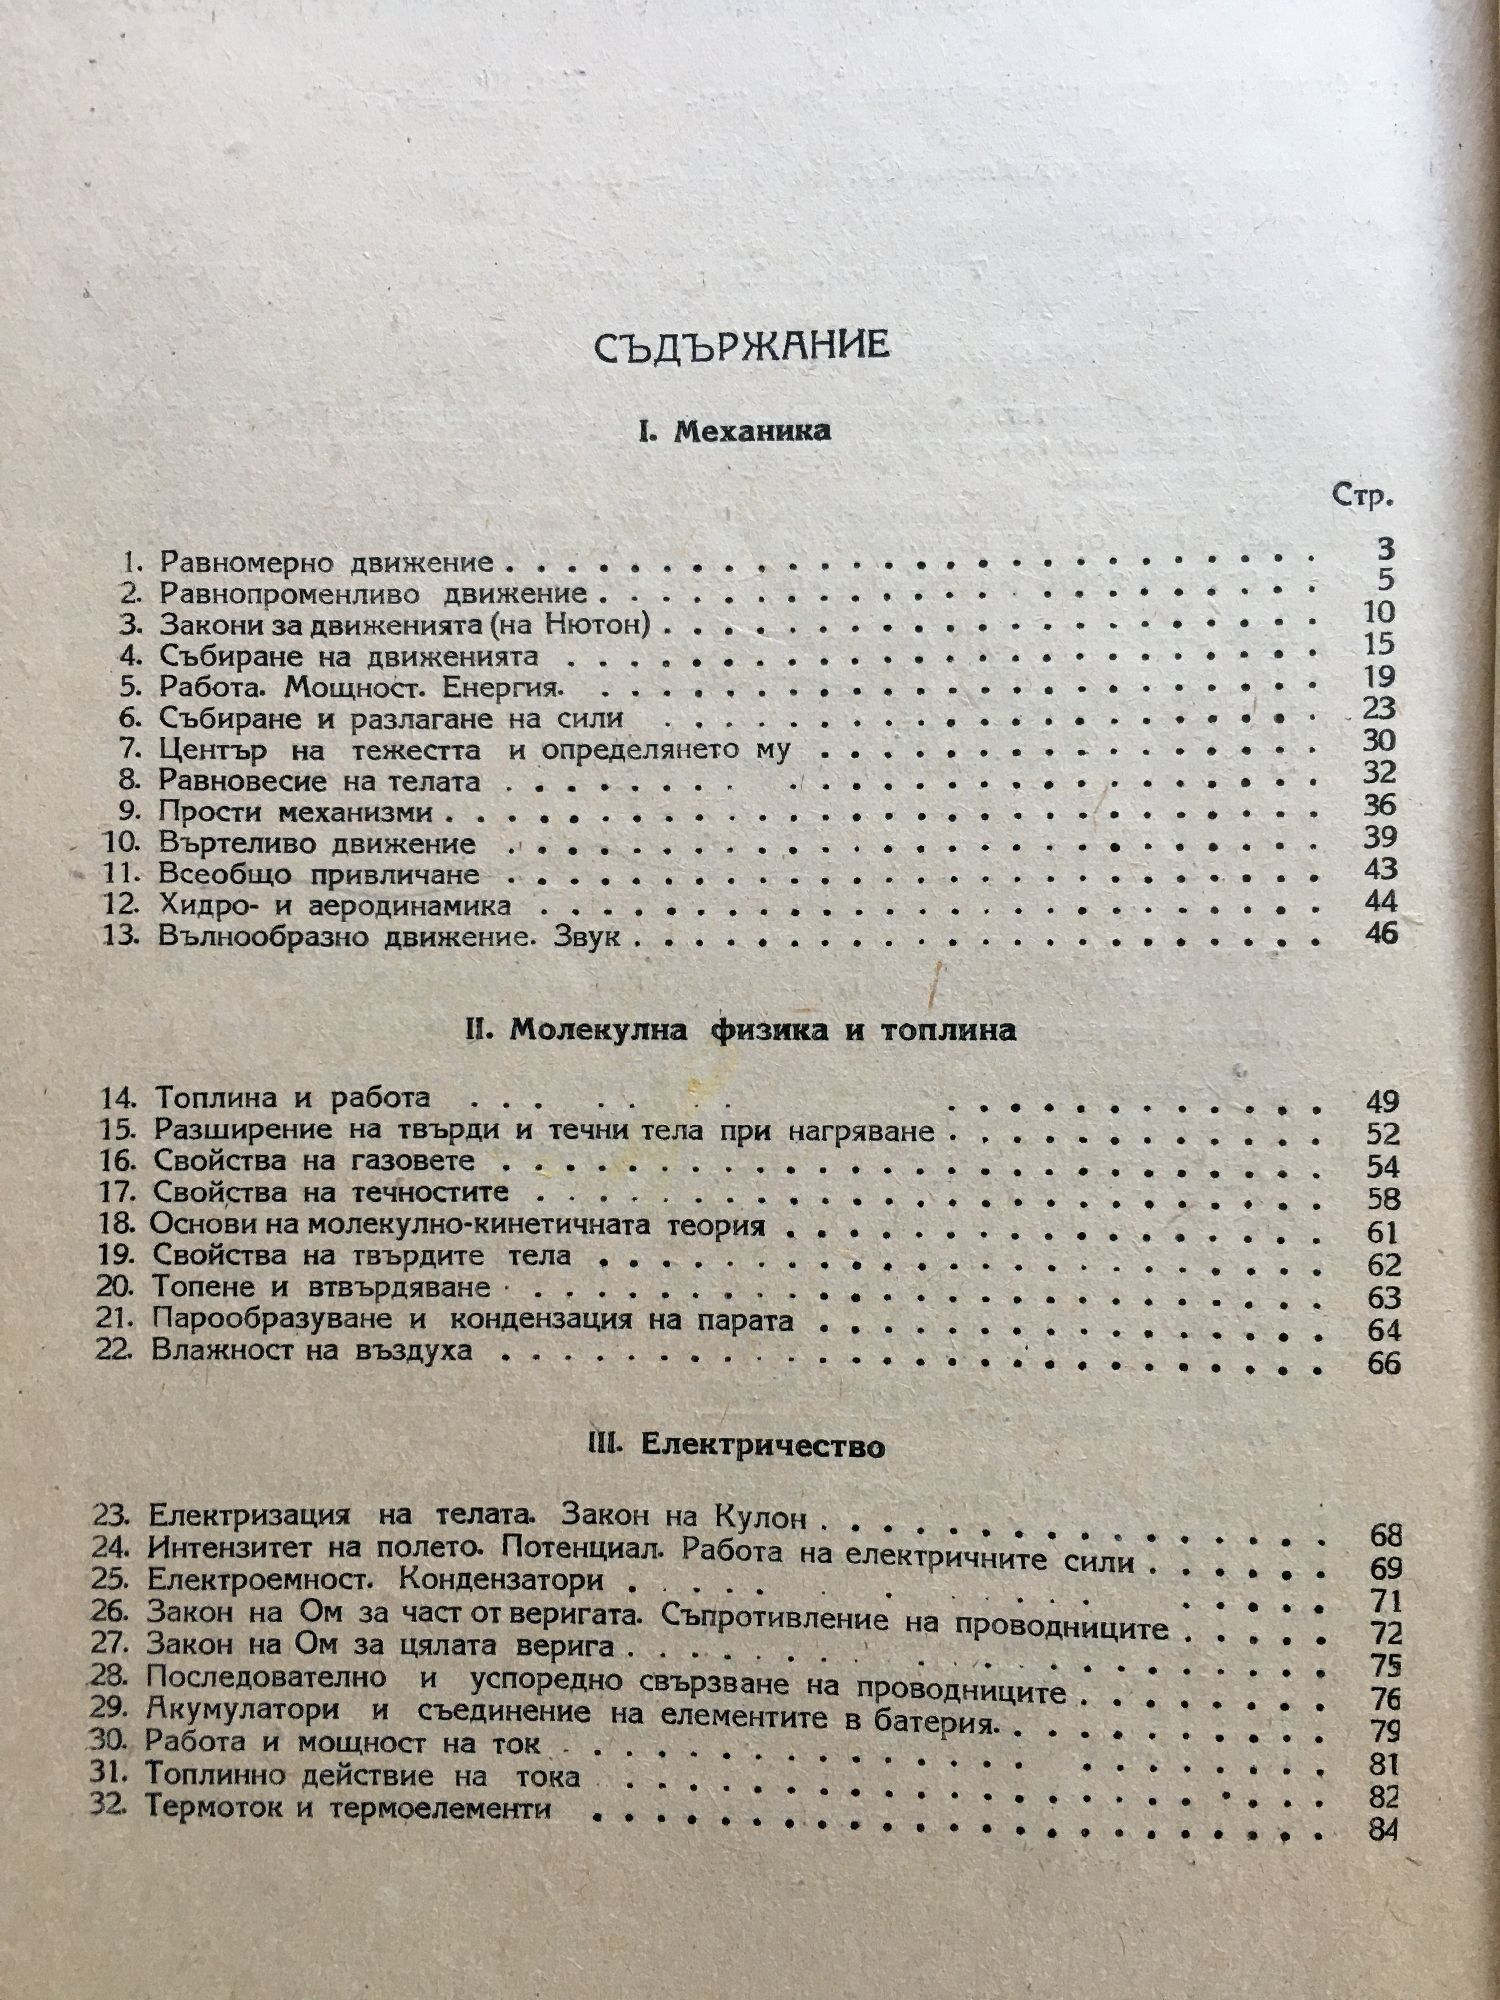 СЪДЪРЖАНИЕ
I. Механика
Стр.
1. Равномерно движение . . . . . . . . . . 3
2. Равнопроменливо движение . . . . . . . . . . 5
3. Закони за движенията (на Нютон) . . . . . . . . . . 10
4. Събиране на движенията . . . . . . . . . . 15
5. Работа. Мощност. Енергия. . . . . . . . . . . 19
6. Събиране и разлагане на сили . . . . . . . . . . 23
7. Център на тежестта и определянето му . . . . . . . . . . 30
8. Равновесие на телата . . . . . . . . . . 32
9. Прости механизми . . . . . . . . . . 36
10. Въртеливо движение . . . . . . . . . . 39
11. Всеобщо привличане . . . . . . . . . . 43
12. Хидро- и аеродинамика . . . . . . . . . . 44
13. Вълнообразно движение. Звук . . . . . . . . . . 46
II. Молекулна физика и топлина
14. Топлина и работа . . . . . . . . . . 49
15. Разширение на твърди и течни тела при нагряване . . . . . . . . . . 52
16. Свойства на газовете . . . . . . . . . . 54
17. Свойства на течностите . . . . . . . . . . 58
18. Основи на молекулно-кинетичната теория . . . . . . . . . . 61
19. Свойства на твърдите тела . . . . . . . . . . 62
20. Топене и втвърдяване . . . . . . . . . . 63
21. Парообразуване и кондензация на парата . . . . . . . . . . 64
22. Влажност на въздуха . . . . . . . . . . 66
III. Електричество
23. Електризация на телата. Закон на Кулон . . . . . . . . . . 68
24. Интензитет на полето. Потенциал. Работа на електричните сили . . . . . . 69
25. Електроемност. Кондензатори . . . . . . . . . . 71
26. Закон на Ом за част от веригата. Съпротивление на проводниците . . . . . 72
27. Закон на Ом за цялата верига . . . . . . . . . . 75
28. Последователно и успоредно свързване на проводниците . . . . . . . . 76
29. Акумулатори и съединение на елементите в батерия. . . . . . . . . . . 79
30. Работа и мощност на ток . . . . . . . . . . 81
31. Топлинно действие на тока . . . . . . . . . . 82
32. Термоток и термоелементи . . . . . . . . . . 84